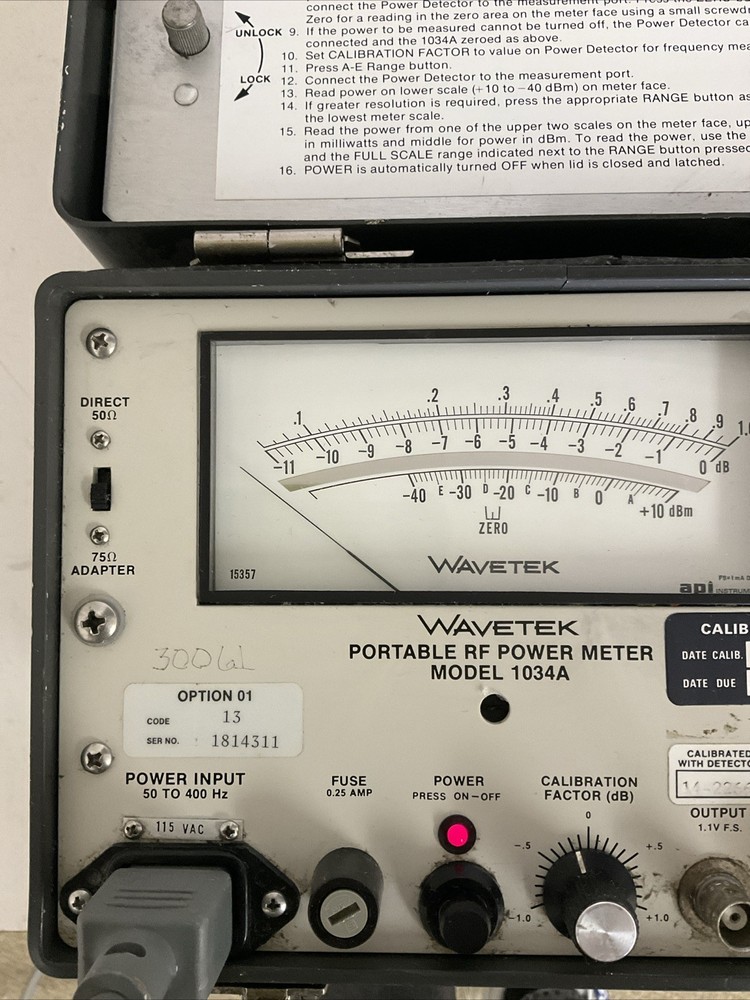 connect the Power Detector to the measurement port.
Zero for a reading in the zero area on the meter face using a small
UNLOCK
LOCK
9. If the power to be measured cannot be turned off, the Power Detector
connected and the 1034A zeroed as above.
10. Set CALIBRATION FACTOR to value on Power Detector for frequency
11. Press A-E Range button.
12. Connect the Power Detector to the measurement port.
13. Read power on lower scale (+10 to −40 dBm) on meter face.
14. If greater resolution is required, press the appropriate RANGE button
the lowest meter scale.
15. Read the power from one of the upper two scales on the meter face,
in milliwatts and middle for power in dBm. To read the power, use the
and the FULL SCALE range indicated next to the RANGE button
16. POWER is automatically turned OFF when lid is closed and latched.
DIRECT
50Ω
75Ω
ADAPTER
.1 .2 .3 .4 .5 .6 .7 .8 .9 1.0
-11 -10 -9 -8 -7 -6 -5 -4 -3 -2 -1 0 dB
-40 E -30 D -20 C -10 B 0 A +10 dBm
ZERO
WAVETEK
15357
api
WAVETEK
PORTABLE RF POWER METER
MODEL 1034A
DATE CALIB.
DATE DUE
OPTION 01
CODE 13
SER NO. 1814311
POWER INPUT
50 TO 400 Hz
115 VAC
FUSE
0.25 AMP
POWER
PRESS ON-OFF
CALIBRATION
FACTOR (dB)
0
-.5 +.5
-1.0 +1.0
CALIBRATED
OUTPUT
1.1V F.S.